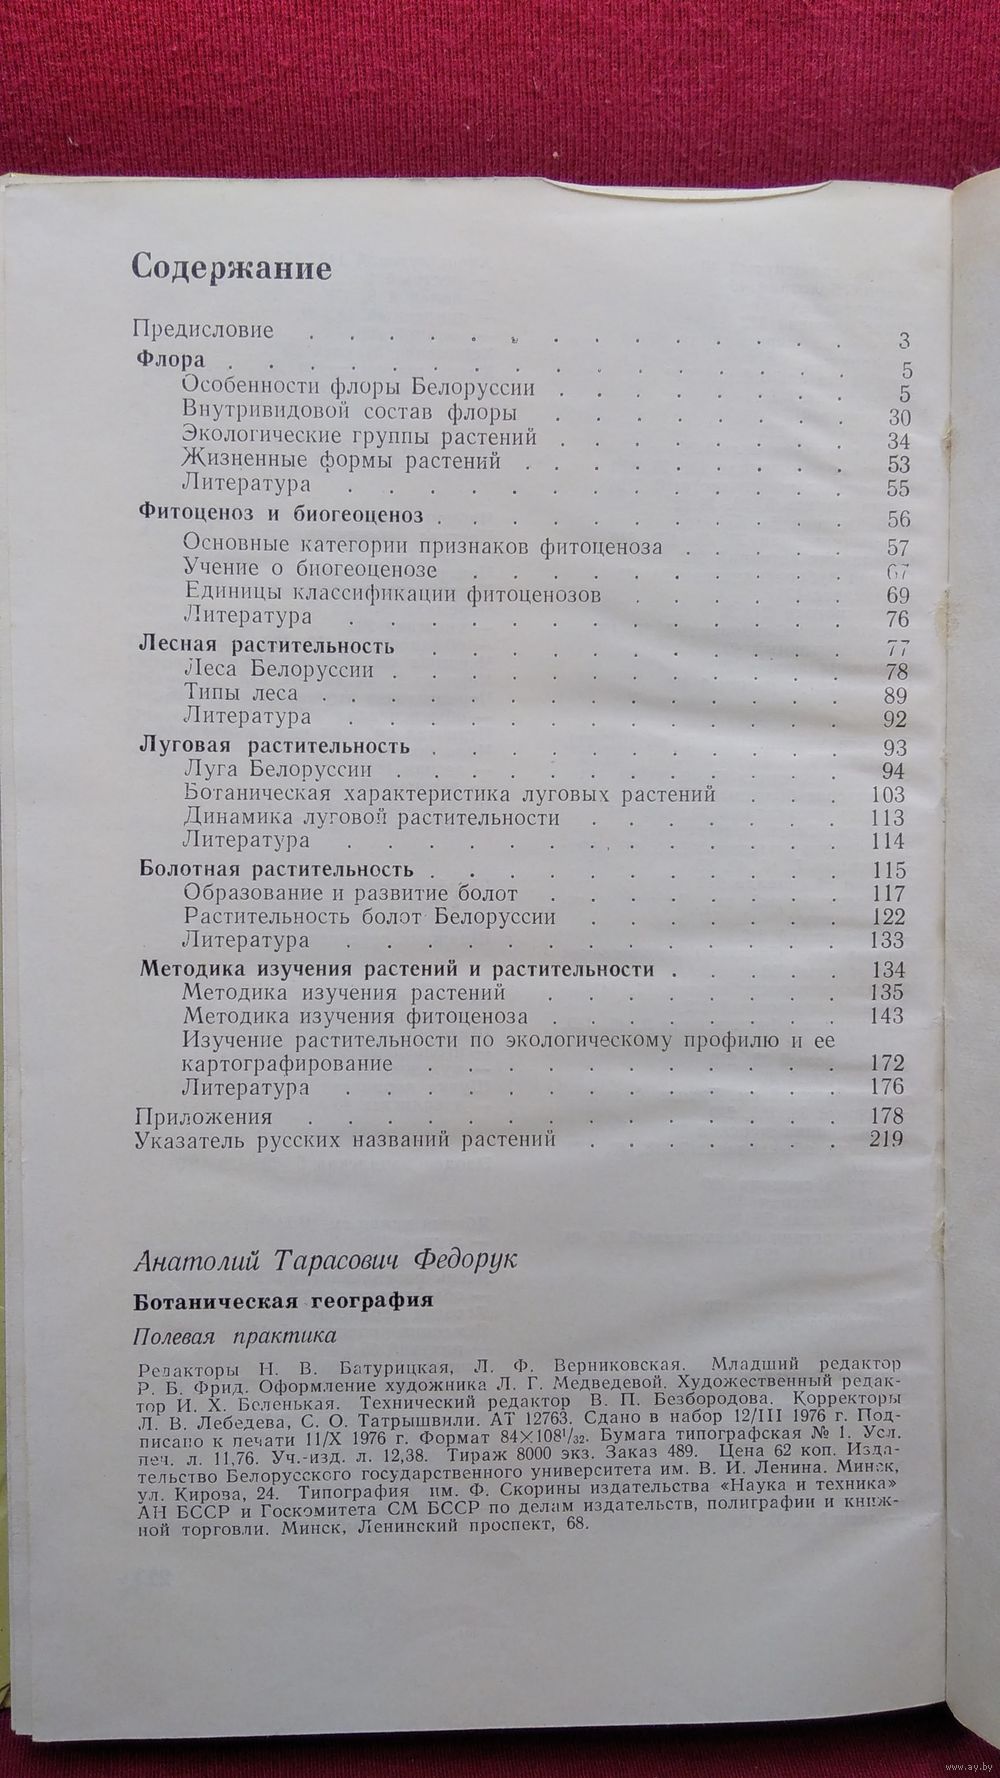 Содержание
Предисловие . . . . . . . . . . . . . . 3
Флора . . . . . . . . . . . . . . . . 5
Особенности флоры Белоруссии . . . . . . . . 5
Внутривидовой состав флоры . . . . . . . . 30
Экологические группы растений . . . . . . . . 34
Жизненные формы растений . . . . . . . . . 53
Литература . . . . . . . . . . . . . 55
Фитоценоз и биогеоценоз . . . . . . . . . . . 56
Основные категории признаков фитоценоза . . . . . 57
Учение о биогеоценозе . . . . . . . . . . 67
Единицы классификации фитоценозов . . . . . . 69
Литература . . . . . . . . . . . . . 76
Лесная растительность . . . . . . . . . . . 77
Леса Белоруссии . . . . . . . . . . . . 78
Типы леса . . . . . . . . . . . . . . 89
Литература . . . . . . . . . . . . . 92
Луговая растительность . . . . . . . . . . . 93
Луга Белоруссии . . . . . . . . . . . . 94
Ботаническая характеристика луговых растений . . . 103
Динамика луговой растительности . . . . . . . 113
Литература . . . . . . . . . . . . . 114
Болотная растительность . . . . . . . . . . . 115
Образование и развитие болот . . . . . . . . 117
Растительность болот Белоруссии . . . . . . . 122
Литература . . . . . . . . . . . . . 133
Методика изучения растений и растительности . . . . . 134
Методика изучения растений . . . . . . . . 135
Методика изучения фитоценоза . . . . . . . . 143
Изучение растительности по экологическому профилю и ее
картографирование . . . . . . . . . . . 172
Литература . . . . . . . . . . . . . 176
Приложения . . . . . . . . . . . . . . 178
Указатель русских названий растений . . . . . . . 219
Анатолий Тарасович Федорук
Ботаническая география
Полевая практика
Редакторы Н. В. Батурицкая, Л. Ф. Верниковская. Младший редактор
Р. Б. Фрид. Оформление художника Л. Г. Медведевой. Художественный редак-
тор И. Х. Беленькая. Технический редактор В. П. Безбородова. Корректоры
Л. В. Лебедева, С. О. Татрышвили. АТ 12763. Сдано в набор 12/III 1976 г. Под-
писано к печати 11/X 1976 г. Формат 84×108¹/₃₂. Бумага типографская № 1. Усл.
печ. л. 11,76. Уч.-изд. л. 12,38. Тираж 8000 экз. Заказ 489. Цена 62 коп. Изда-
тельство Белорусского государственного университета им. В. И. Ленина. Минск,
ул. Кирова, 24. Типография им. Ф. Скорины издательства «Наука и техника»
АН БССР и Госкомитета СМ БССР по делам издательств, полиграфии и книж-
ной торговли. Минск, Ленинский проспект, 68.
www.ay.by